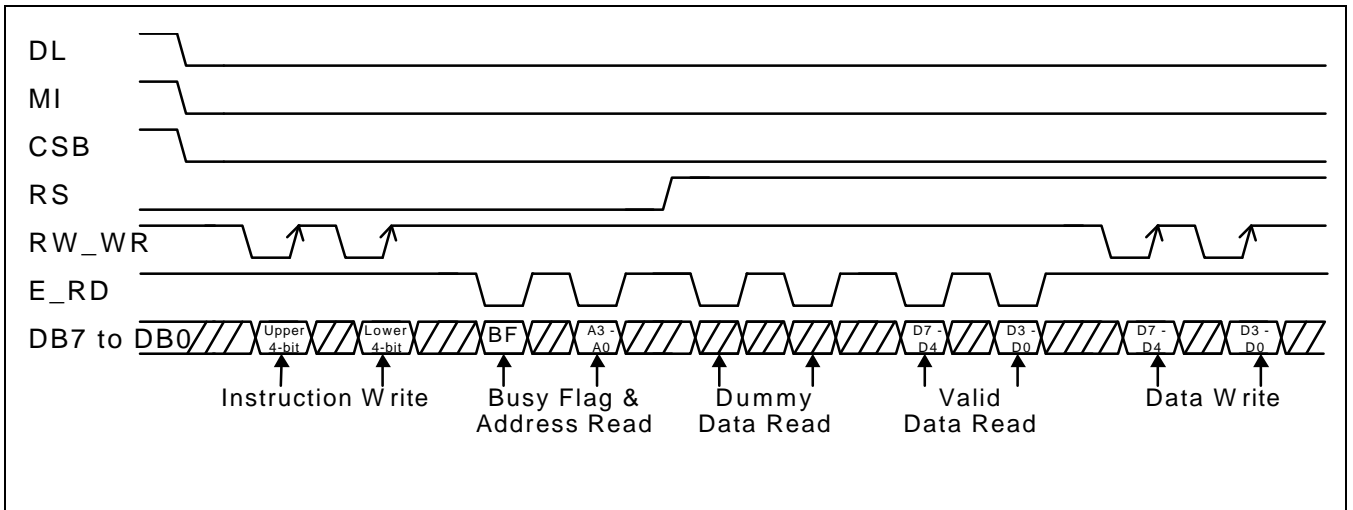 DL
MI
CSB
RS
RW_WR
E_RD
DB7 to DB0
Upper 4-bit
Lower 4-bit
BF
A3 - A0
D7 - D4
D3 - D0
D7 - D4
D3 - D0
Instruction Write
Busy Flag &
Address Read
Dummy
Data Read
Valid
Data Read
Data Write